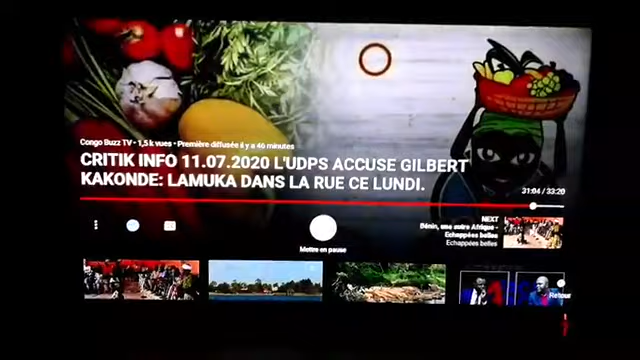 Congo Buzz TV • 1,5 k vues • Première diffusée il y a 46 minutes
CRITIK INFO 11.07.2020 L'UDPS ACCUSE GILBERT
KAKONDE: LAMUKA DANS LA RUE CE LUNDI.
31:04 / 33:20
NEXT
Bénin, une autre Afrique -
Echappées belles
Echappées belles
Mettre en pause
Retour